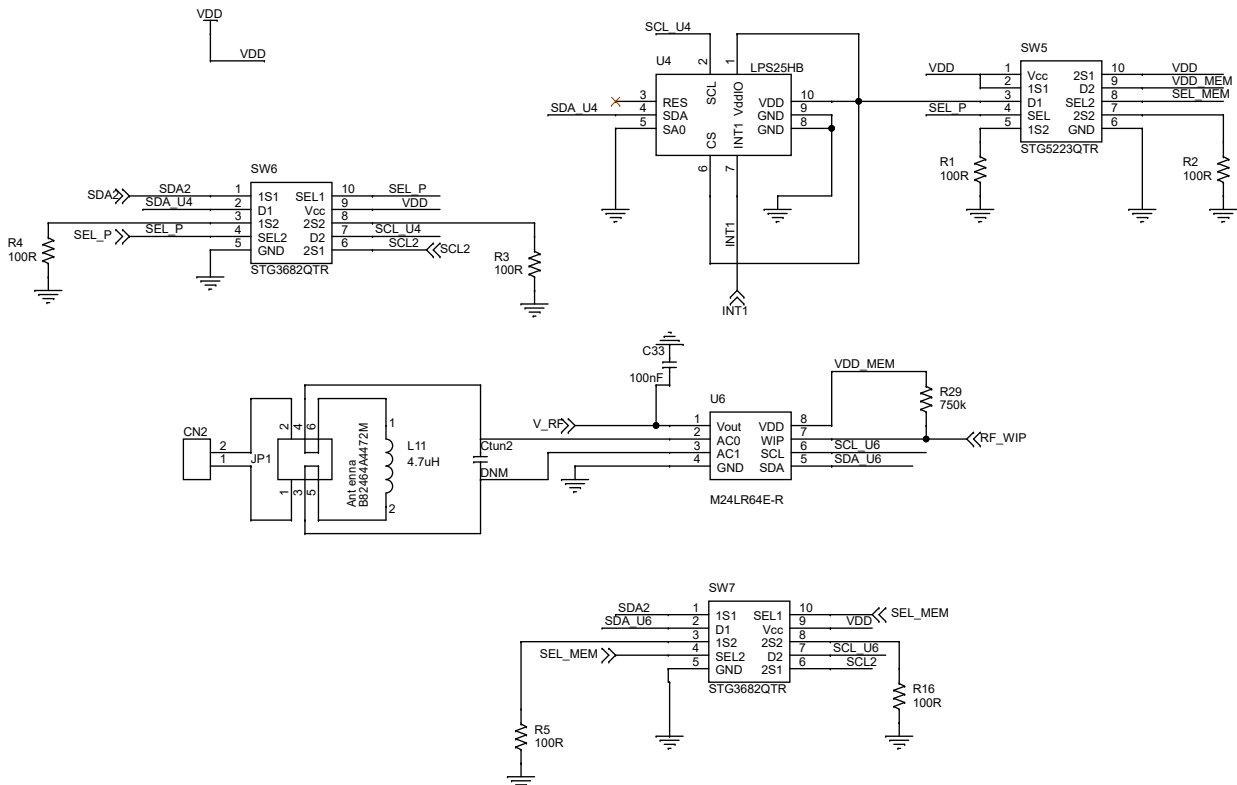 VDD
VDD
SCL_U4
U4
LPS25HB
2
1
SCL
VddIO
3
RES
VDD
10
SDA_U4
4
SDA
GND
9
5
SA0
GND
8
CS
INT1
6
7
INT1
INT1
SW5
VDD
1
Vcc
2S1
10
VDD
2
1S1
D2
9
VDD_MEM
3
D1
SEL2
8
SEL_MEM
SEL_P
4
SEL
2S2
7
5
1S2
GND
6
STG5223QTR
R1
100R
R2
100R
SW6
SDA2
SDA2
1
1S1
SEL1
10
SEL_P
SDA_U4
2
D1
Vcc
9
VDD
3
1S2
2S2
8
SEL_P
SEL_P
4
SEL2
D2
7
SCL_U4
5
GND
2S1
6
SCL2
SCL2
STG3682QTR
R4
100R
R3
100R
C33
100nF
VDD_MEM
R29
750k
U6
V_RF
1
Vout
VDD
8
2
AC0
WIP
7
RF_WIP
3
AC1
SCL
6
SCL_U6
4
GND
SDA
5
SDA_U6
M24LR64E-R
CN2
2
1
JP1
2
4
6
1
3
5
Ant enna
B82464A4472M
1
L11
4.7uH
2
Ctun2
DNM
SW7
SDA2
1
1S1
SEL1
10
SEL_MEM
SDA_U6
2
D1
Vcc
9
VDD
3
1S2
2S2
8
SEL_MEM
4
SEL2
D2
7
SCL_U6
5
GND
2S1
6
SCL2
STG3682QTR
R16
100R
R5
100R